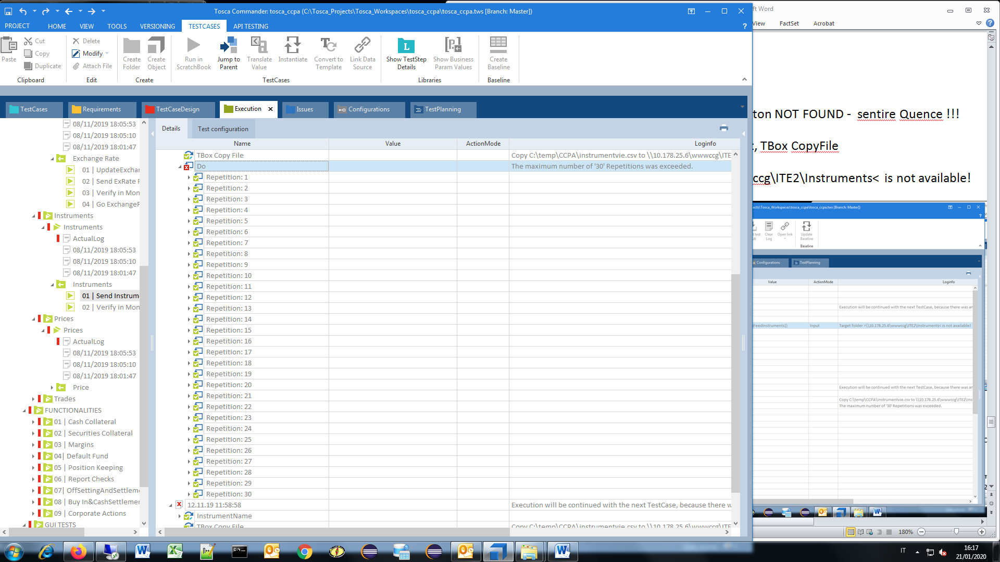 Tosca Commander: tosca_ccpa (C:\Tosca_Projects\Tosca_Workspaces\tosca_ccpa\tosca_ccpa.tws [Branch: Master])
PROJECT HOME VIEW TOOLS VERSIONING TESTCASES API TESTING ?
Paste
Cut
Copy
Duplicate
Clipboard
Delete
Modify
Attach File
Edit
Create Folder
Create Object
Create
Run in ScratchBook
Jump to Parent
Translate Value
Instantiate
Convert to Template
Link Data Source
TestCases
Show TestStep Details
Show Business Param Values
Libraries
Create Baseline
Baseline
TestCases Requirements TestCaseDesign Execution Issues Configurations TestPlanning
08/11/2019 18:05:53
08/11/2019 18:05:10
08/11/2019 18:01:47
Exchange Rate
01 | UpdateExchar
02 | Send ExRate F
03 | Verify in Mon
04 | Go ExchangeF
Instruments
Instruments
ActualLog
08/11/2019 18:05:53
08/11/2019 18:05:10
08/11/2019 18:01:47
Instruments
01 | Send Instrum
02 | Verify in Mon
Prices
Prices
ActualLog
08/11/2019 18:05:53
08/11/2019 18:05:10
08/11/2019 18:01:47
Price
Trades
FUNCTIONALITIES
01 | Cash Collateral
02 | Securities Collateral
03 | Margins
04| Default Fund
05 | Position Keeping
06 | Report Checks
07| OffSettingAndSettleme
08 | Buy In&CashSettlemer
09 | Corporate Actions
GUI TESTS
Details Test configuration
Name Value ActionMode Loginfo
TBox Copy File Copy C:\temp\CCPA\instrumentvie.csv to \\10.178.25.6\wwwccg\ITE
Do The maximum number of '30' Repetitions was exceeded.
Repetition: 1
Repetition: 2
Repetition: 3
Repetition: 4
Repetition: 5
Repetition: 6
Repetition: 7
Repetition: 8
Repetition: 9
Repetition: 10
Repetition: 11
Repetition: 12
Repetition: 13
Repetition: 14
Repetition: 15
Repetition: 16
Repetition: 17
Repetition: 18
Repetition: 19
Repetition: 20
Repetition: 21
Repetition: 22
Repetition: 23
Repetition: 24
Repetition: 25
Repetition: 26
Repetition: 27
Repetition: 28
Repetition: 29
Repetition: 30
12.11.19 11:58:58 Execution will be continued with the next TestCase, because there w
InstrumentName
TBox Copy File Copy C:\temp\CCPA\instrumentvie.csv to \\10.178.25.6\wwwccg\ITE
ft Word
View FactSet Acrobat
ton NOT FOUND - sentire Quence !!!
, TBox CopyFile
ccg\ITE2\Instruments< is not available!
jects\Tosca_Workspaces\tosca_ccpa\tosca_ccpa.tws [Branch: Master])
Clear Log
Open link
Update Baseline
Baseline
Configurations TestPlanning
Value ActionMode Loginfo
Execution will be continued with the next TestCase, because there was an
FeedInstruments]} Input Target folder >\\10.178.25.6\wwwccg\ITE2\Instruments< is not available!
Execution will be continued with the next TestCase, because there was an
Copy C:\temp\CCPA\instrumentvie.csv to \\10.178.25.6\wwwccg\ITE2\Ins
The maximum number of '30' Repetitions was exceeded.
180%
IT
16:17
21/01/2020